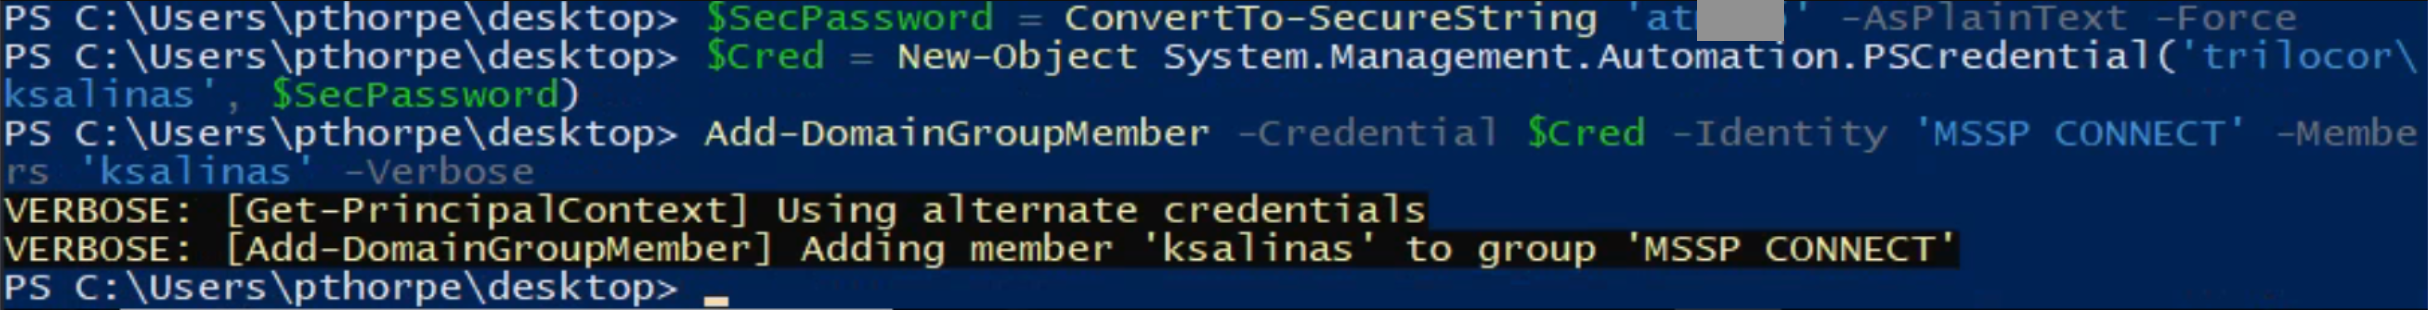 PS C:\Users\pthorpe\desktop> $SecPassword = ConvertTo-SecureString 'at ' -AsPlainText -Force
PS C:\Users\pthorpe\desktop> $Cred = New-Object System.Management.Automation.PSCredential('trilocor\
ksalinas', $SecPassword)
PS C:\Users\pthorpe\desktop> Add-DomainGroupMember -Credential $Cred -Identity 'MSSP CONNECT' -Membe
rs 'ksalinas' -Verbose
VERBOSE: [Get-PrincipalContext] Using alternate credentials
VERBOSE: [Add-DomainGroupMember] Adding member 'ksalinas' to group 'MSSP CONNECT'
PS C:\Users\pthorpe\desktop>